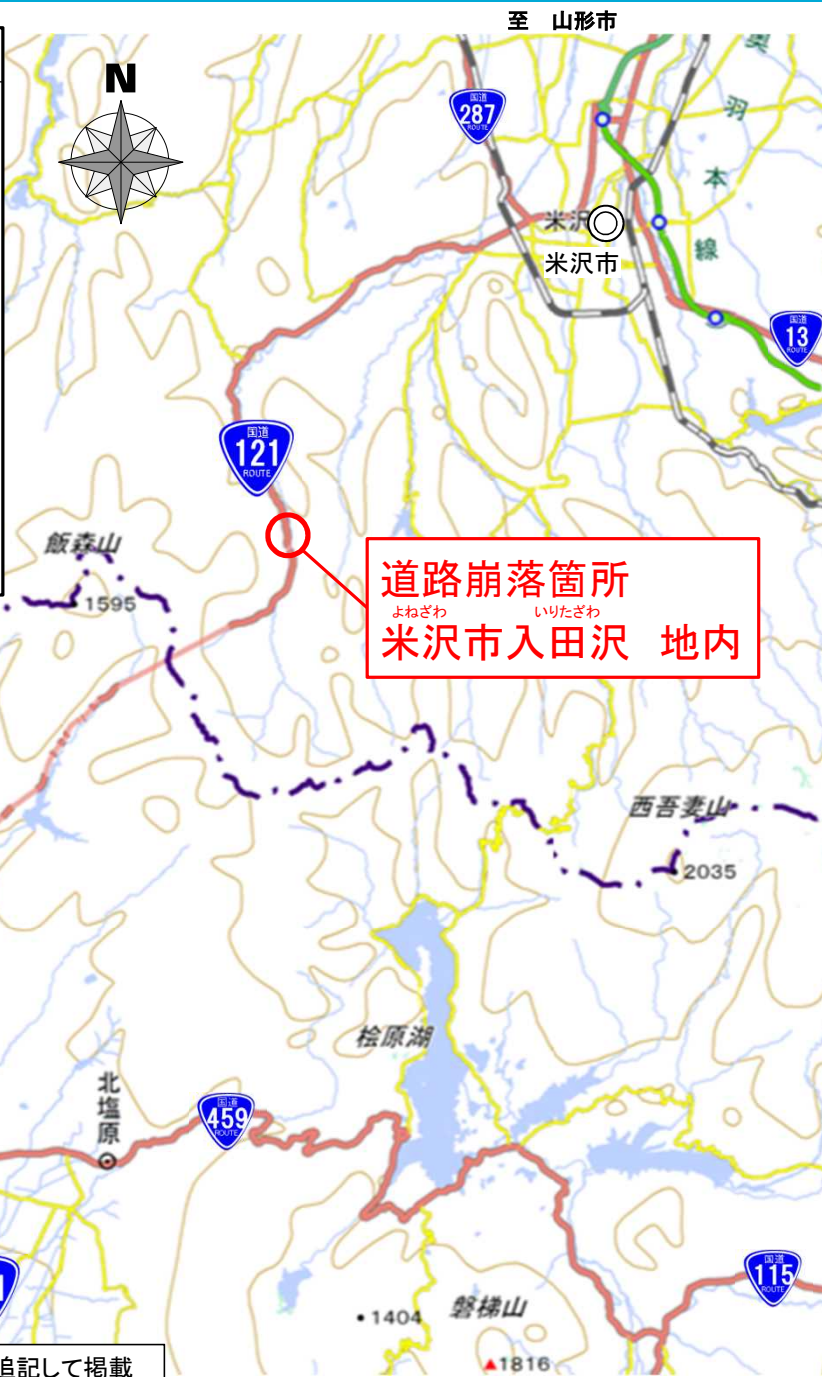 至 山形市
N
国道
287
ROUTE
奥羽本線
米沢
米沢市
国道
13
ROUTE
国道
121
ROUTE
飯森山
1595
道路崩落箇所
よねざわ いりたざわ
米沢市入田沢 地内
西吾妻山
2035
桧原湖
北塩原
国道
459
ROUTE
国道
115
ROUTE
1404
磐梯山
1816
追記して掲載